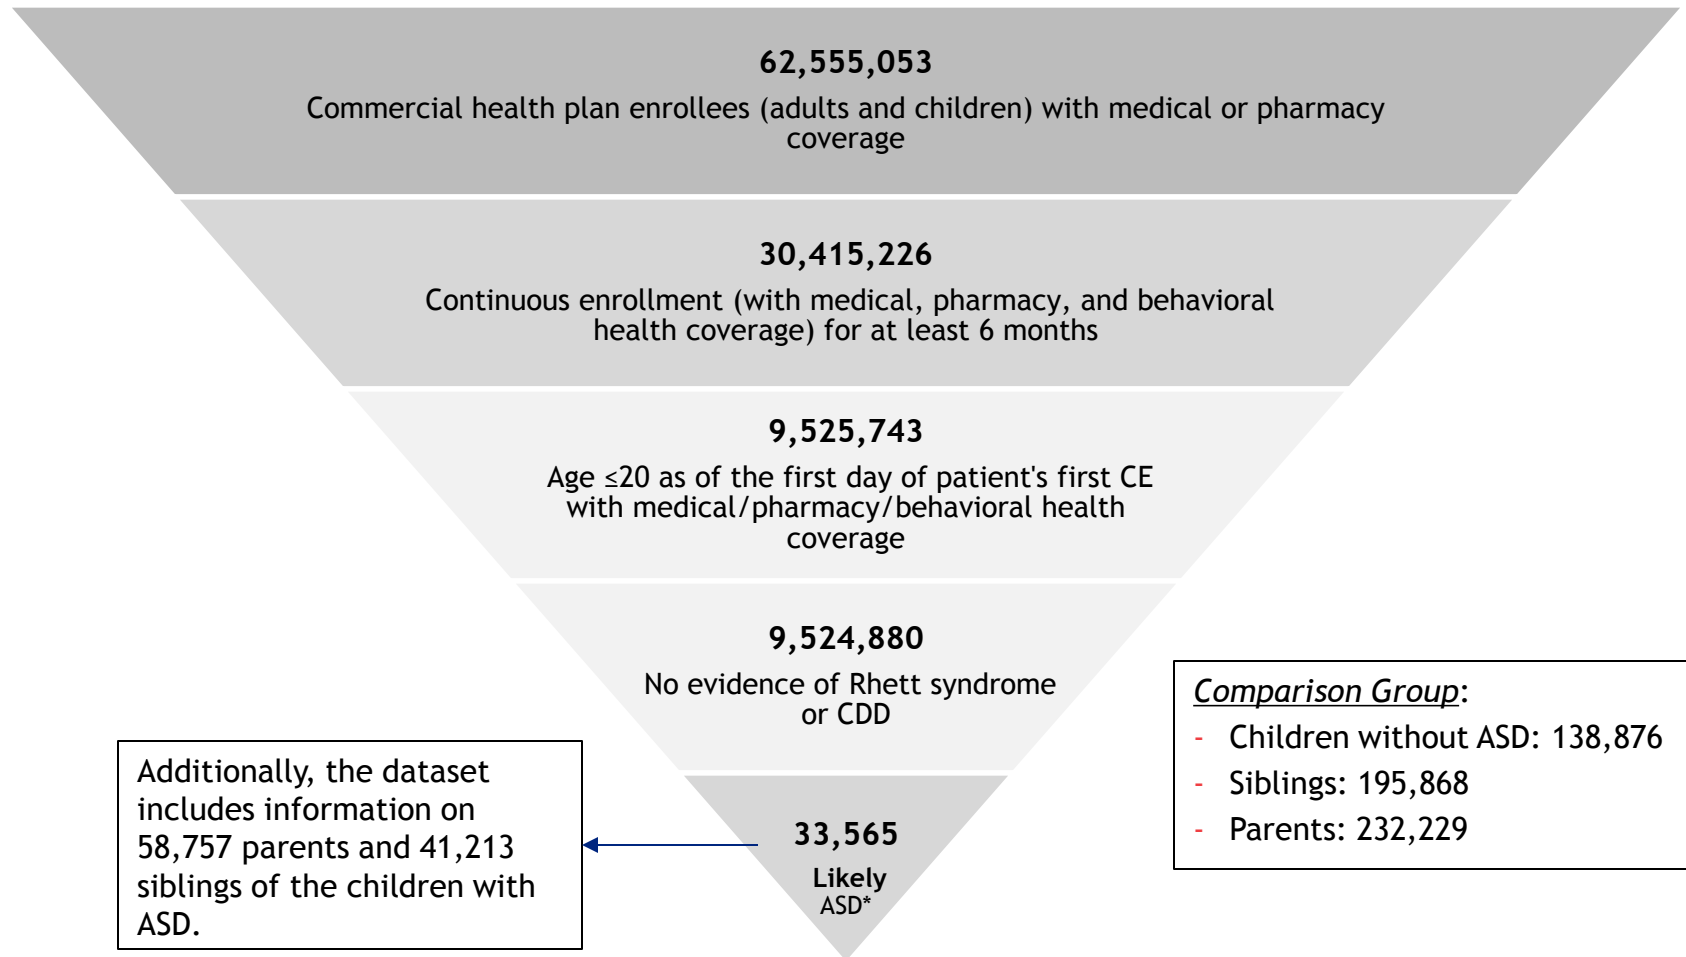 62,555,053
Commercial health plan enrollees (adults and children) with medical or pharmacy
coverage
30,415,226
Continuous enrollment (with medical, pharmacy, and behavioral
health coverage) for at least 6 months
9,525,743
Age ≤20 as of the first day of patient's first CE
with medical/pharmacy/behavioral health
coverage
9,524,880
No evidence of Rhett syndrome
or CDD
33,565
Likely
ASD*
Additionally, the dataset
includes information on
58,757 parents and 41,213
siblings of the children with
ASD.
Comparison Group:
- Children without ASD: 138,876
- Siblings: 195,868
- Parents: 232,229